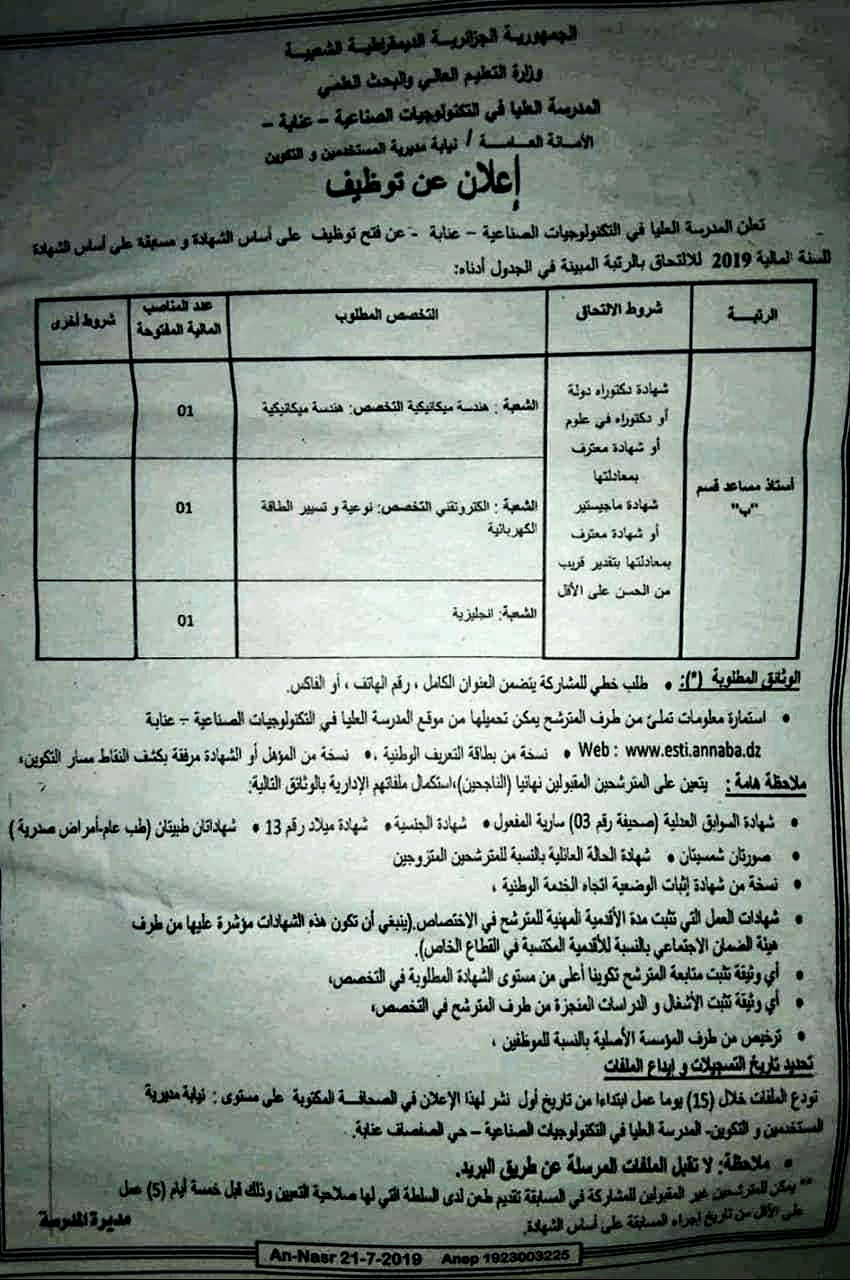 الجمهورية الجزائرية الديمقراطية الشعبية
وزارة التعليم العالي والبحث العلمي
المدرسة العليا في التكنولوجيات الصناعية – عنابة –
الأمانة العامة / نيابة مديرية المستخدمين و التكوين
إعلان عن توظيف
تعلن المدرسة العليا في التكنولوجيات الصناعية – عنابة - عن فتح توظيف على أساس الشهادة و مسابقة على أساس الشهادة
للسنة المالية 2019 للالتحاق بالرتبة المبينة في الجدول أدناه:
الرتبة
شروط الالتحاق
التخصص المطلوب
عدد المناصب
المالية المفتوحة
شروط أخرى
أستاذ مساعد قسم
"ب"
شهادة دكتوراه دولة
أو دكتوراه في علوم
أو شهادة معترف
بمعادلتها
شهادة ماجيستير
أو شهادة معترف
بمعادلتها بتقدير قريب
من الحسن على الأقل
الشعبة : هندسة ميكانيكية التخصص: هندسة ميكانيكية
01
الشعبة : الكتروتقني التخصص: نوعية و تسيير الطاقة
الكهربائية
01
الشعبة: انجليزية
01
الوثائق المطلوبة (*): • طلب خطي للمشاركة يتضمن العنوان الكامل ، رقم الهاتف ، أو الفاكس.
• استمارة معلومات تملئ من طرف المترشح يمكن تحميلها من موقع المدرسة العليا في التكنولوجيات الصناعية – عنابة
Web : www.esti.annaba.dz • نسخة من بطاقة التعريف الوطنية ،• نسخة من المؤهل أو الشهادة مرفقة بكشف النقاط مسار التكوين،
ملاحظة هامة : يتعين على المترشحين المقبولين نهائيا (الناجحين)،استكمال ملفاتهم الإدارية بالوثائق التالية:
• شهادة السوابق العدلية (صحيفة رقم 03) سارية المفعول • شهادة الجنسية • شهادة ميلاد رقم 13 • شهاداتان طبيتان (طب عام-أمراض صدرية )
• صورتان شمسيتان • شهادة الحالة العائلية بالنسبة للمترشحين المتزوجين
• نسخة من شهادة إثبات الوضعية اتجاه الخدمة الوطنية ،
• شهادات العمل التي تثبت مدة الأقدمية المهنية للمترشح في الاختصاص.(ينبغي أن تكون هذه الشهادات مؤشرة عليها من طرف
هيئة الضمان الاجتماعي بالنسبة للأقدمية المكتسبة في القطاع الخاص).
• أي وثيقة تثبت متابعة المترشح تكوينا أعلى من مستوى الشهادة المطلوبة في التخصص،
• أي وثيقة تثبت الأشغال و الدراسات المنجزة من طرف المترشح في التخصص،
• ترخيص من طرف المؤسسة الأصلية بالنسبة للموظفين ،
تحديد تاريخ التسجيلات و إيداع الملفات
تودع الملفات خلال (15) يوما عمل ابتداءا من تاريخ أول نشر لهذا الإعلان في الصحافة المكتوبة على مستوى : نيابة مديرية
المستخدمين و التكوين- المدرسة العليا في التكنولوجيات الصناعية – حي الصفصاف عنابة.
• ملاحظة: لا تقبل الملفات المرسلة عن طريق البريد.
** يمكن للمترشحين غير المقبولين للمشاركة في المسابقة تقديم طعن لدى السلطة التي لها صلاحية التعيين وذلك قبل خمسة أيام (5) عمل
على الأقل من تاريخ إجراء المسابقة على أساس الشهادة.
مديرة المدرسة
An-Nasr 21-7-2019 Anep 1923003225